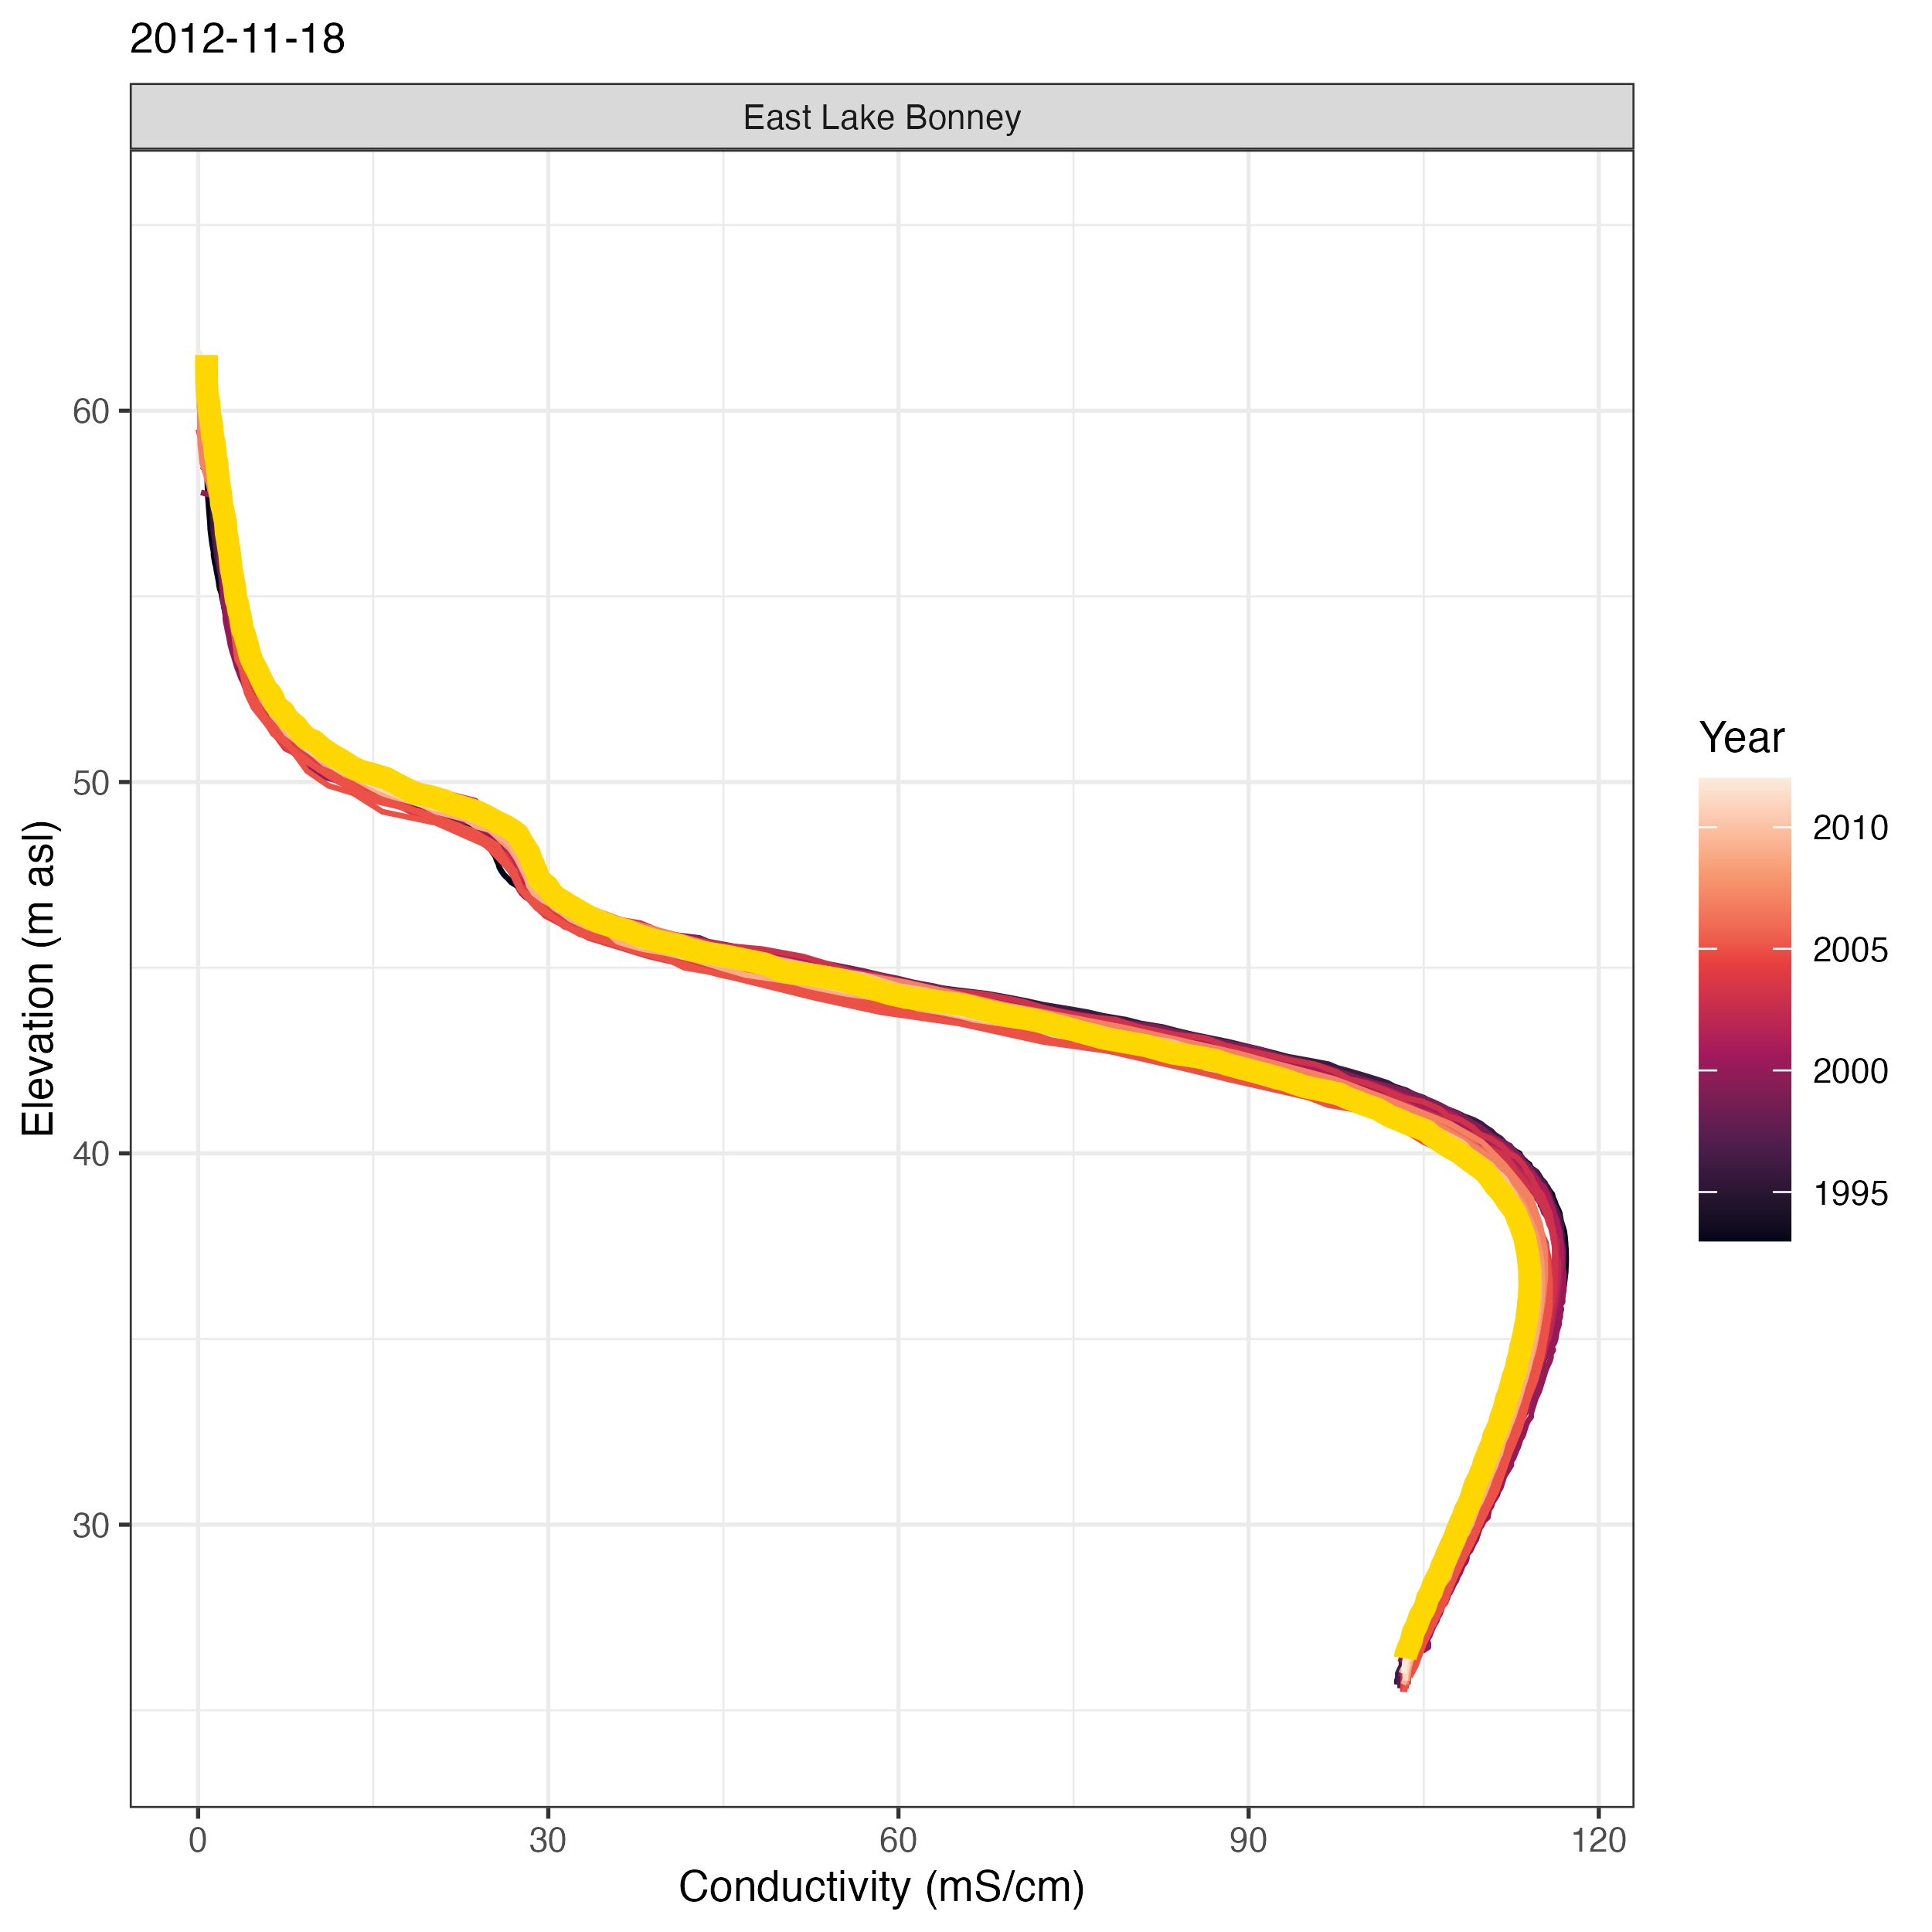 2012-11-18
East Lake Bonney
60
50
40
30
Elevation (m asl)
0 30 60 90 120
Conductivity (mS/cm)
Year
2010
2005
2000
1995